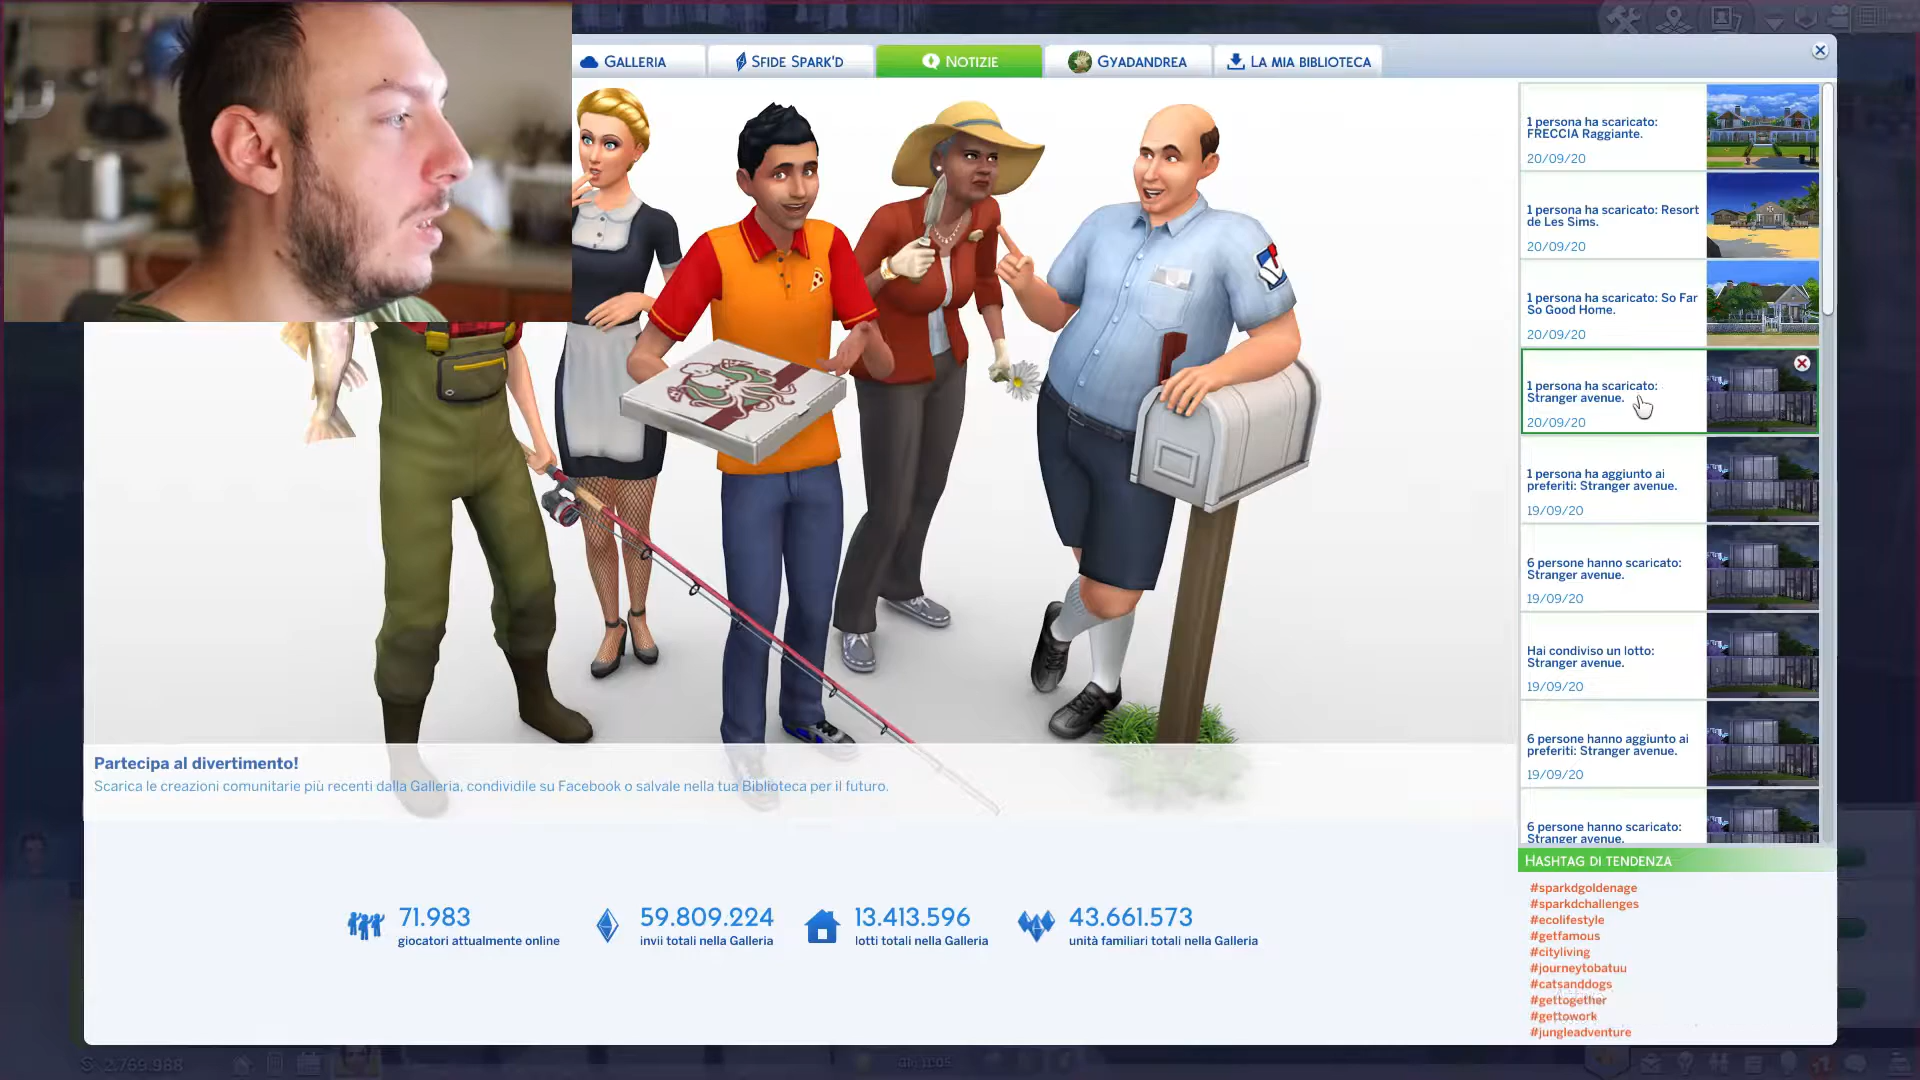 GALLERIA
SFIDE SPARK'D
NOTIZIE
GYADANDREA
LA MIA BIBLIOTECA
1 persona ha scaricato:
FRECCIA Raggiante.
20/09/20
1 persona ha scaricato: Resort
de Les Sims.
20/09/20
1 persona ha scaricato: So Far
So Good Home.
20/09/20
1 persona ha scaricato:
Stranger avenue.
20/09/20
1 persona ha aggiunto ai
preferiti: Stranger avenue.
19/09/20
6 persone hanno scaricato:
Stranger avenue.
19/09/20
Hai condiviso un lotto:
Stranger avenue.
19/09/20
6 persone hanno aggiunto ai
preferiti: Stranger avenue.
19/09/20
6 persone hanno scaricato:
Stranger avenue.
Partecipa al divertimento!
Scarica le creazioni comunitarie più recenti dalla Galleria, condividile su Facebook o salvale nella tua Biblioteca per il futuro.
71.983
giocatori attualmente online
59.809.224
invii totali nella Galleria
13.413.596
lotti totali nella Galleria
43.661.573
unità familiari totali nella Galleria
HASHTAG DI TENDENZA
#sparkdgoldenage
#sparkdchallenges
#ecolifestyle
#getfamous
#cityliving
#journeytobatuu
#catsanddogs
#gettogether
#gettowork
#jungleadventure
2.769.988